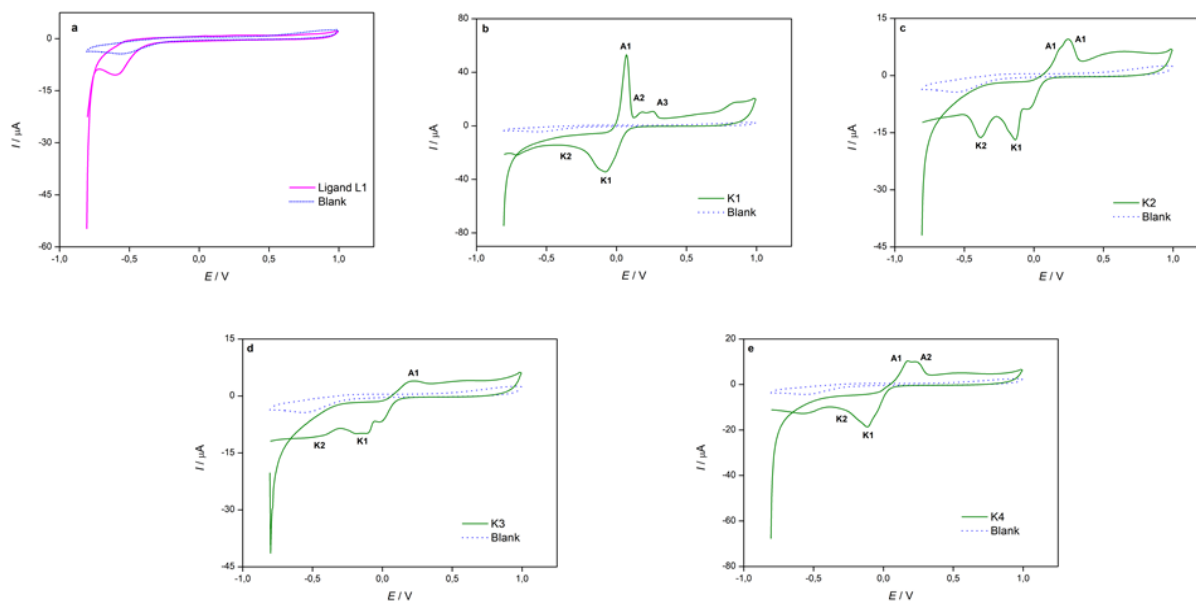 a
0
-15
-30
-45
-60
I / µA
-1,0
-0,5
0,0
0,5
1,0
E / V
Ligand L1
Blank
b
80
40
0
-40
-80
I / µA
-1,0
-0,5
0,0
0,5
1,0
E / V
A1
A2
A3
K2
K1
K1
Blank
c
15
0
-15
-30
-45
I / µA
-1,0
-0,5
0,0
0,5
1,0
E / V
A1
A1
K2
K1
K2
Blank
d
15
0
-15
-30
-45
I / µA
-1,0
-0,5
0,0
0,5
1,0
E / V
A1
K2
K1
K3
Blank
e
20
0
-20
-40
-60
-80
I / µA
-1,0
-0,5
0,0
0,5
1,0
E / V
A1
A2
K2
K1
K4
Blank